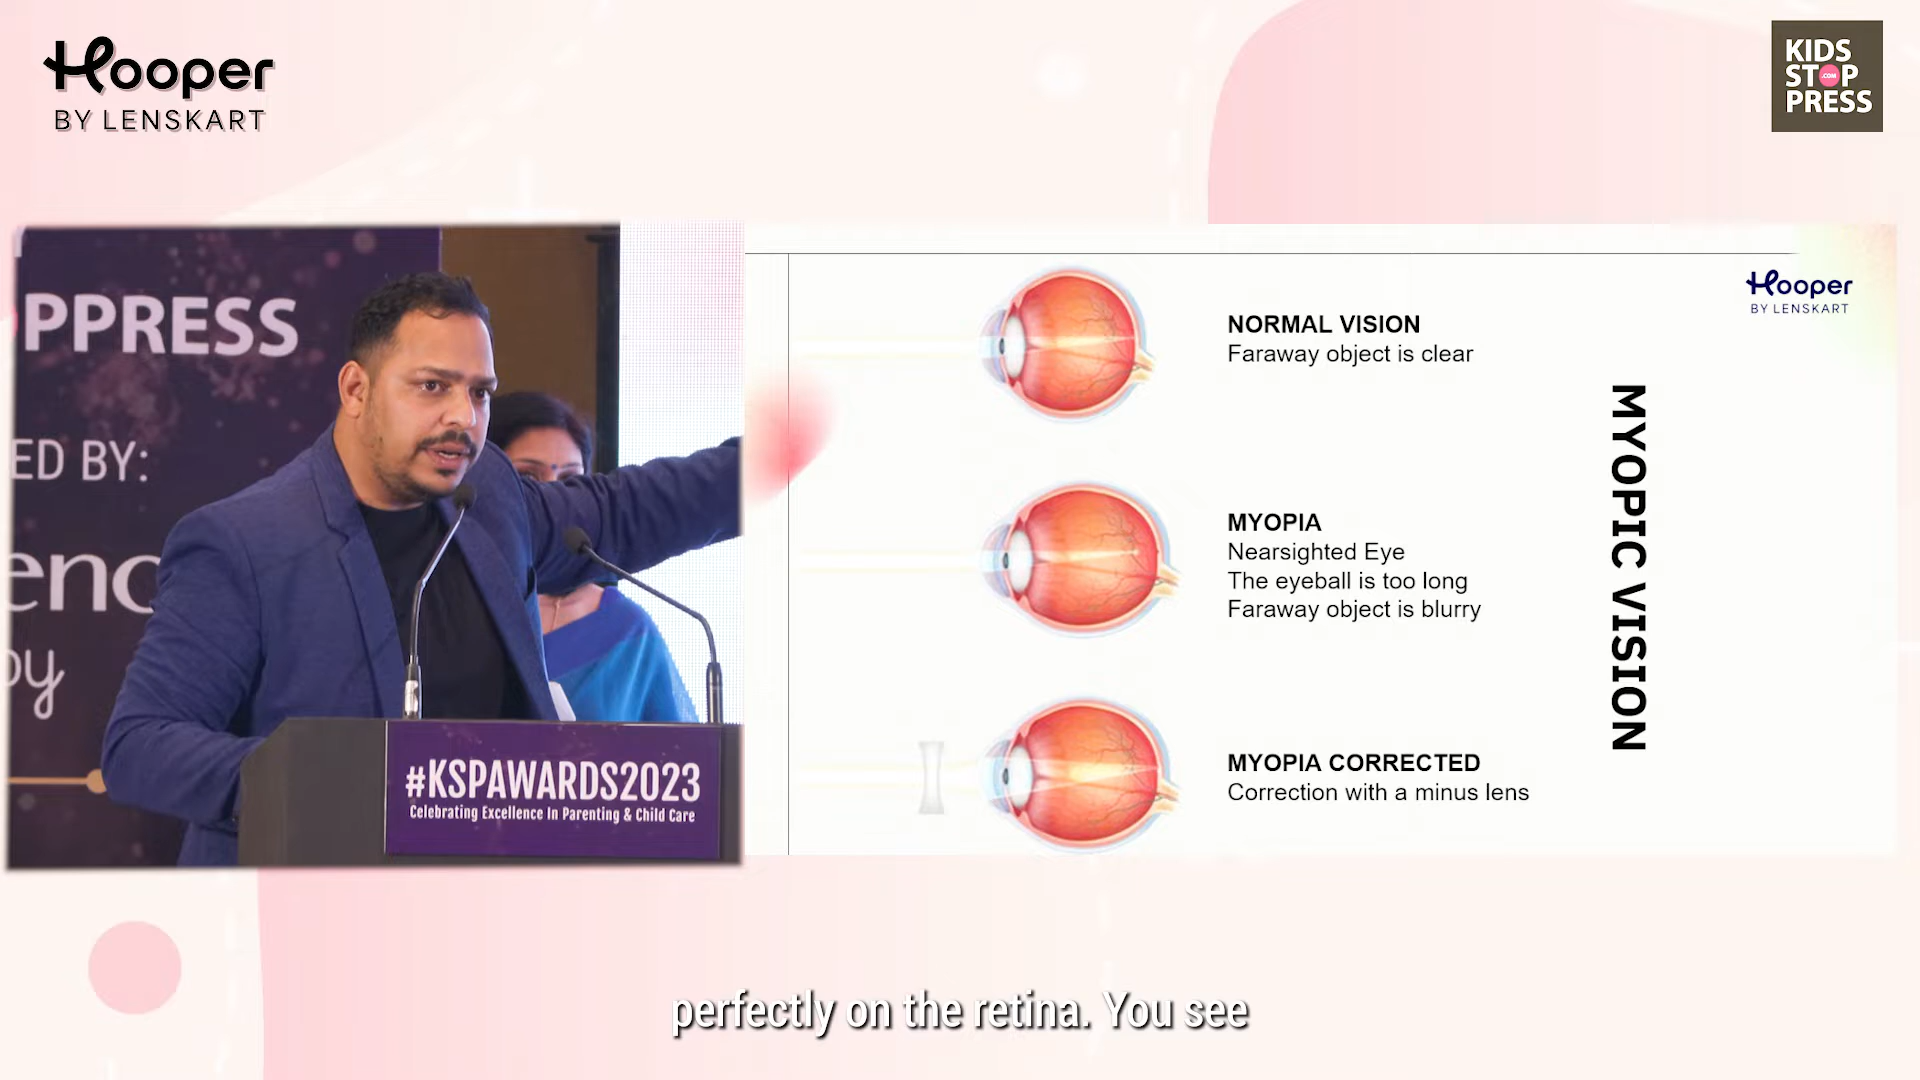 Hooper
BY LENSKART
KIDS
ST.COMP
PRESS
PPRESS
ED BY:
enc
by
#KSPAWARDS2023
Celebrating Excellence In Parenting & Child Care
Hooper
BY LENSKART
NORMAL VISION
Faraway object is clear
MYOPIA
Nearsighted Eye
The eyeball is too long
Faraway object is blurry
MYOPIA CORRECTED
Correction with a minus lens
MYOPIC VISION
perfectly on the retina. You see